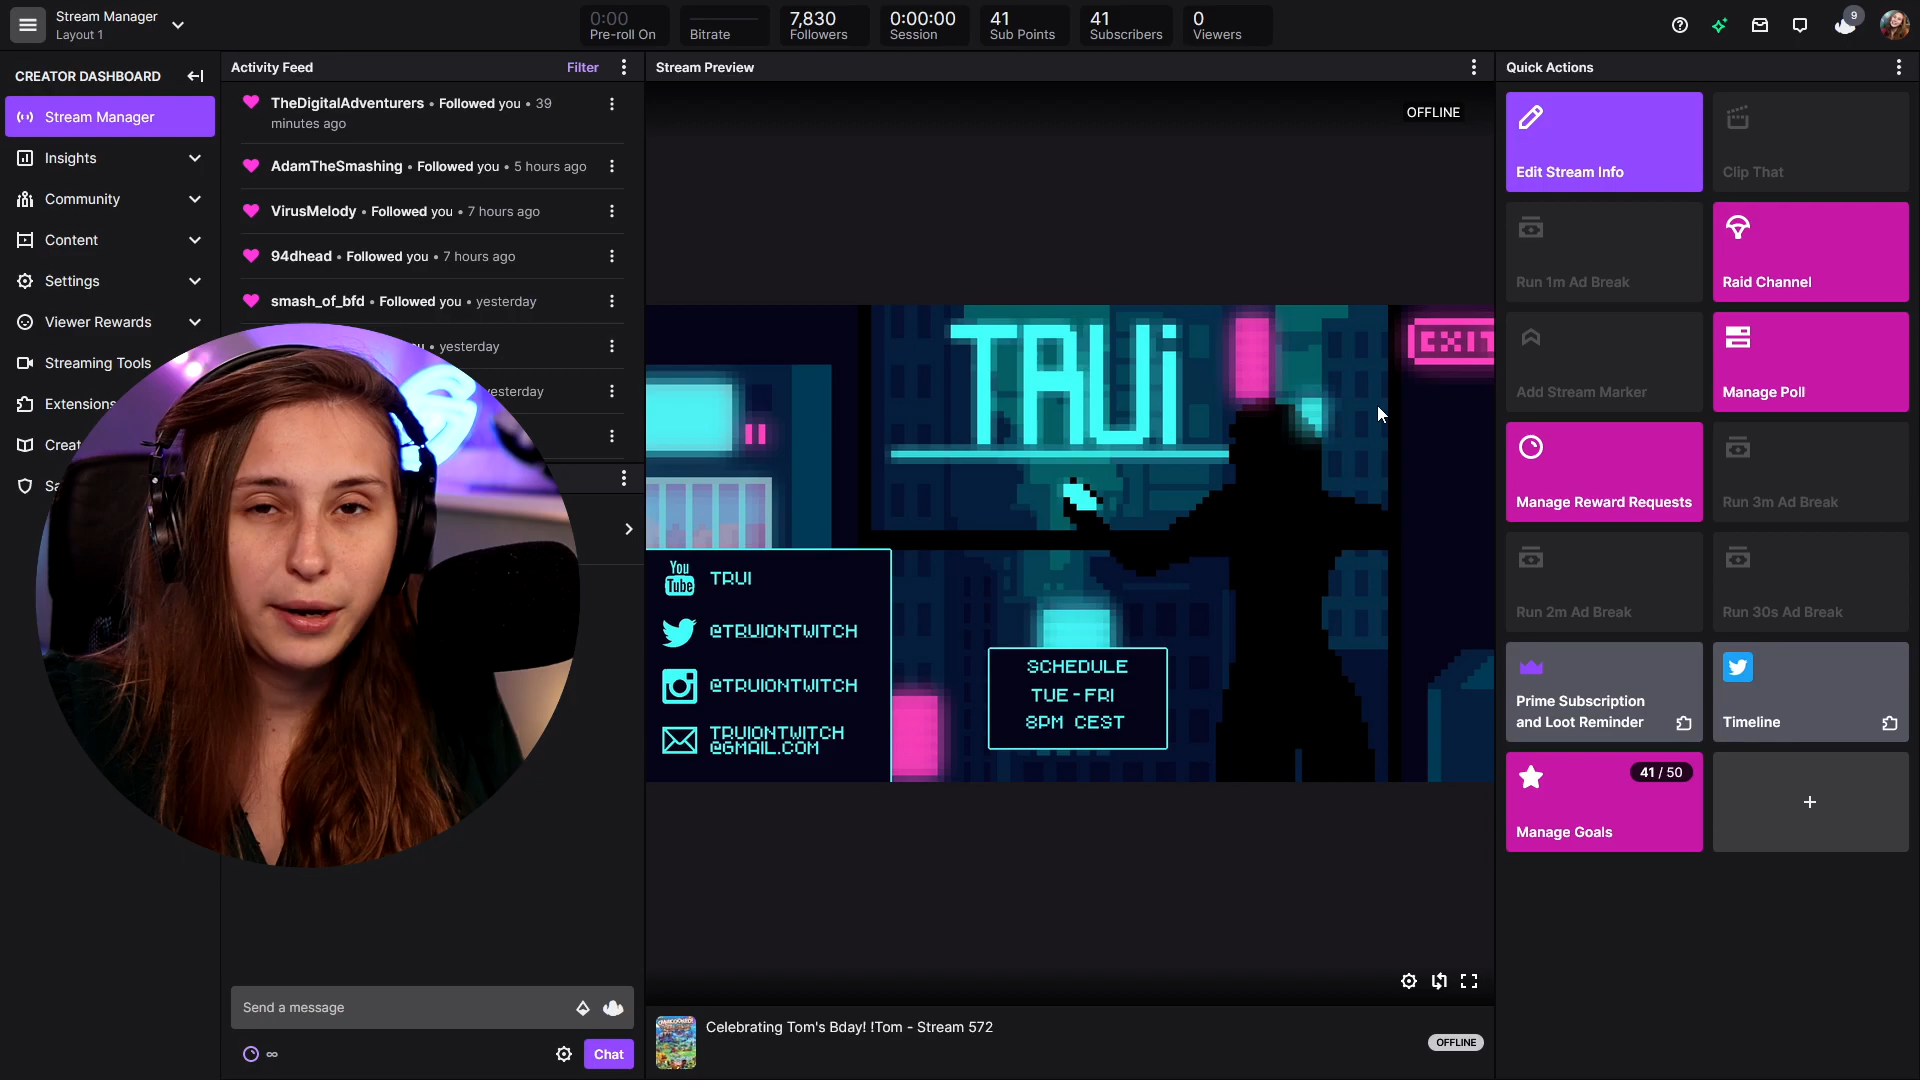 Stream Manager
Layout 1
0:00
Pre-roll On
Bitrate
7,830
Followers
0:00:00
Session
41
Sub Points
41
Subscribers
0
Viewers
9
CREATOR DASHBOARD
Stream Manager
Insights
Community
Content
Settings
Viewer Rewards
Streaming Tools
Extensions
Activity Feed
Filter
TheDigitalAdventurers • Followed you • 39
minutes ago
AdamTheSmashing • Followed you • 5 hours ago
VirusMelody • Followed you • 7 hours ago
94dhead • Followed you • 7 hours ago
smash_of_bfd • Followed you • yesterday
• yesterday
yesterday
Send a message
∞
Chat
Stream Preview
OFFLINE
TRUi
EXIT
You
Tube
TRUI
@TRUIONTWITCH
@TRUIONTWITCH
TRUIONTWITCH
@GMAIL.COM
SCHEDULE
TUE-FRI
8PM CEST
Celebrating Tom's Bday! !Tom - Stream 572
OFFLINE
Quick Actions
Edit Stream Info
Clip That
Run 1m Ad Break
Raid Channel
Add Stream Marker
Manage Poll
Manage Reward Requests
Run 3m Ad Break
Run 2m Ad Break
Run 30s Ad Break
Prime Subscription
and Loot Reminder
Timeline
41 / 50
Manage Goals